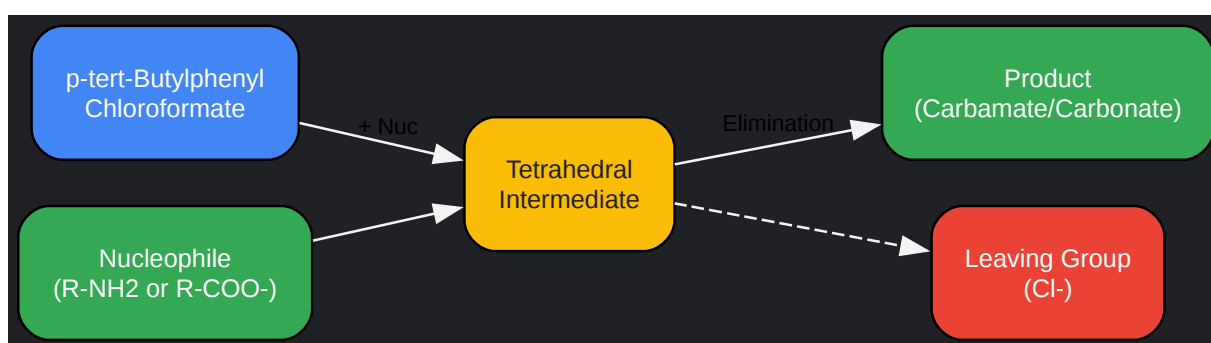 p-tert-Butylphenyl
Chloroformate
+ Nuc
Nucleophile
(R-NH2 or R-COO-)
Tetrahedral
Intermediate
Elimination
Product
(Carbamate/Carbonate)
Leaving Group
(Cl-)